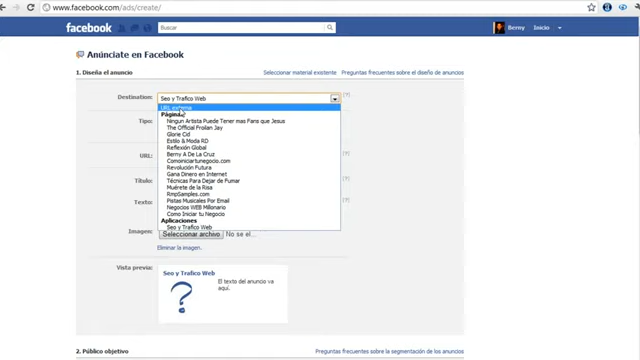 www.facebook.com/ads/create/
facebook
Buscar
Berny
Inicio
Anúnciate en Facebook
1. Diseña el anuncio
Seleccionar material existente
Preguntas frecuentes sobre el diseño de anuncios
Destination:
Seo y Trafico Web
[?]
URL externa
Páginas
Tipo:
Ningun Artista Puede Tener mas Fans que Jesus
The Official Froilan Jay
Glorie Cid
Estilo & Moda RD
Reflexión Global
URL:
Berny A De La Cruz
[?]
Comoiniciartunegocio.com
Revolución Futura
Gana Dinero en Internet
Título:
Técnicas Para Dejar de Fumar
[?]
Muérete de la Risa
RmpSamples.com
Texto:
Pistas Musicales Por Email
[?]
Negocios WEB Millonario
Como Iniciar tu Negocio
Aplicaciones
Seo y Trafico Web
Imagen:
Seleccionar archivo
No se el...
[?]
Eliminar la imagen.
Vista previa:
Seo y Trafico Web
El texto del anuncio va
aquí.
?
2. Público objetivo
Preguntas frecuentes sobre la segmentación de los anuncios